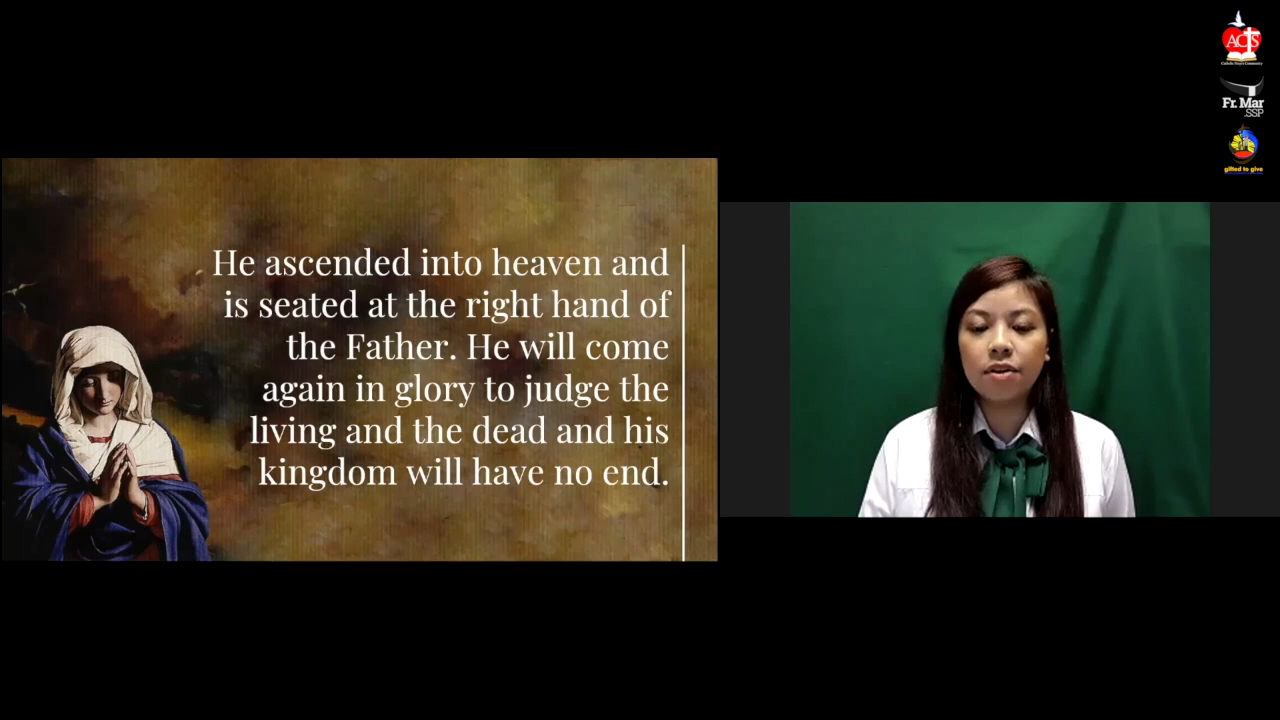 He ascended into heaven and
is seated at the right hand of
the Father. He will come
again in glory to judge the
living and the dead and his
kingdom will have no end.
ACTS
Fr. Mar
.SSP
gifted to give